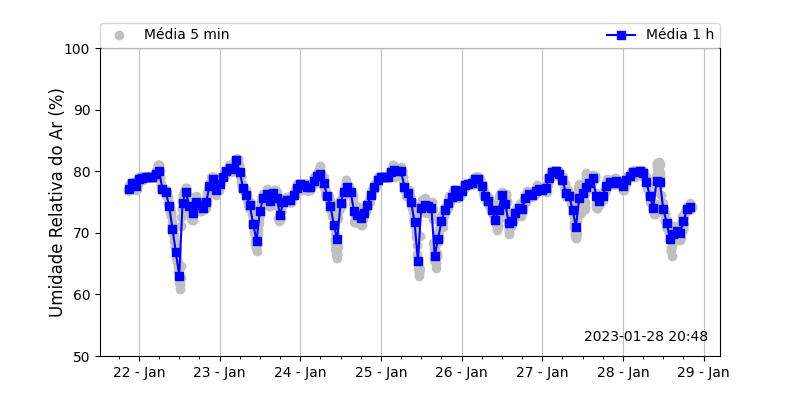 Média 5 min
Média 1 h
Umidade Relativa do Ar (%)
100
90
80
70
60
50
2023-01-28 20:48
22 - Jan
23 - Jan
24 - Jan
25 - Jan
26 - Jan
27 - Jan
28 - Jan
29 - Jan